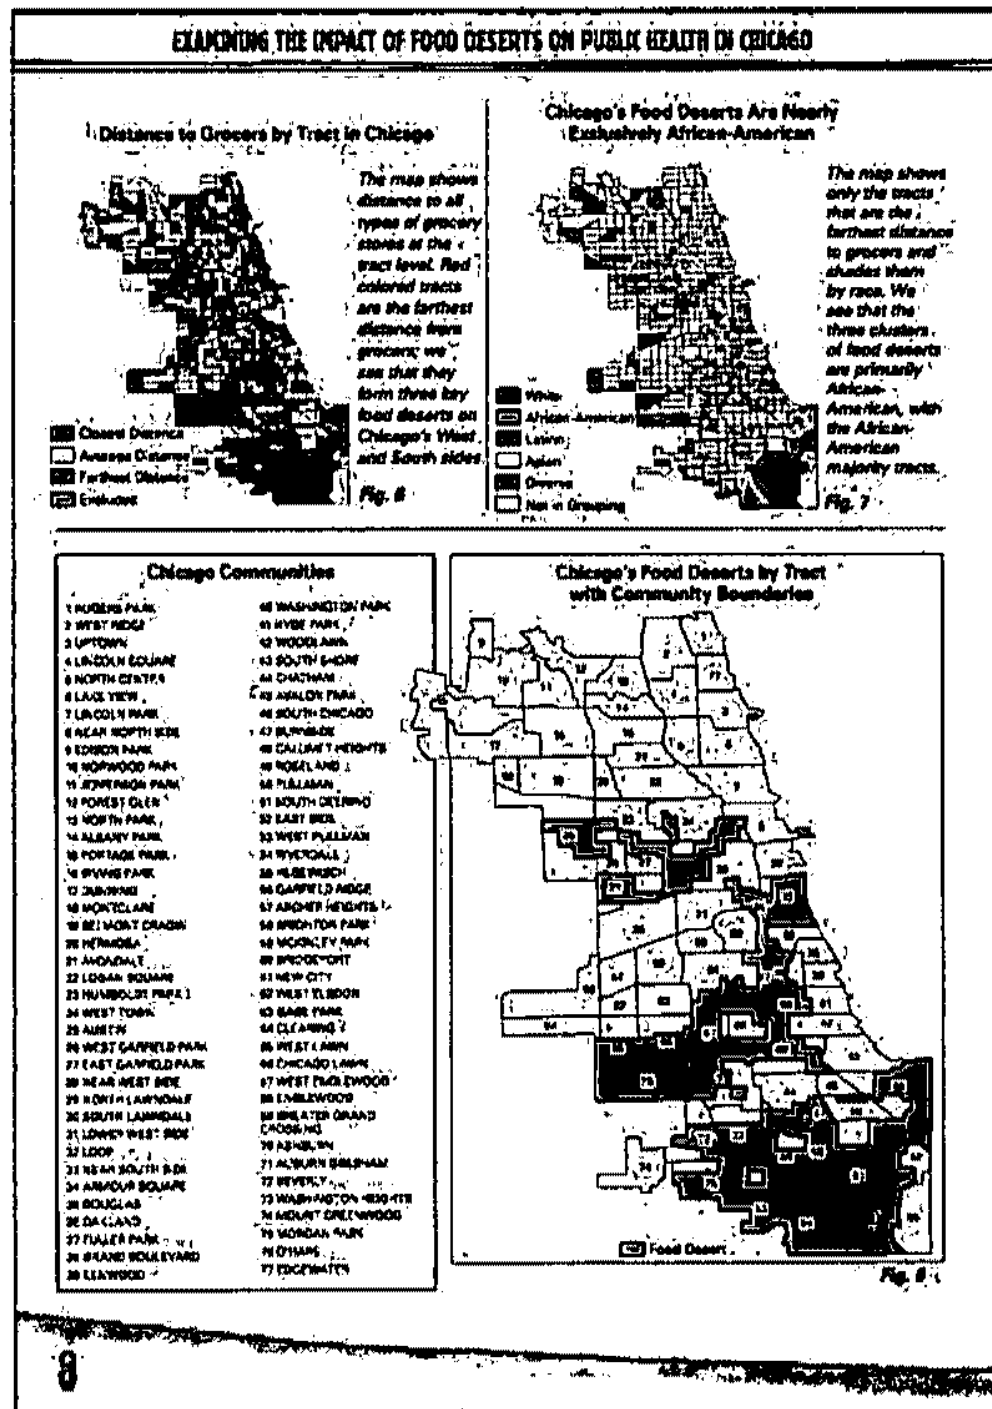 EXAMINING THE IMPACT OF FOOD DESERTS ON PUBLIC HEALTH IN CHICAGO
Distance to Grocers by Tract in Chicago
The map shows
distance to all
types of grocery
stores at the
tract level. Red
colored tracts
are the farthest
distance from
grocers; we
see that they
form three key
food deserts on
Chicago's West
and South sides
Closest Distance
Average Distance
Farthest Distance
Excluded
Fig. 6
Chicago's Food Deserts Are Nearly
Exclusively African-American
The map shows
only the tracts
that are the
farthest distance
to grocers and
shades them
by race. We
see that the
three clusters
of food deserts
are primarily
African-
American, with
the African-
American
majority tracts.
White
African-American
Latino
Asian
Diverse
Not in Grouping
Fig. 7
Chicago Communities
1 ROGERS PARK
2 WEST RIDGE
3 UPTOWN
4 LINCOLN SQUARE
5 NORTH CENTER
6 LAKE VIEW
7 LINCOLN PARK
8 NEAR NORTH SIDE
9 EDISON PARK
10 NORWOOD PARK
11 JEFFERSON PARK
12 FOREST GLEN
13 NORTH PARK
14 ALBANY PARK
15 PORTAGE PARK
16 IRVING PARK
17 DUNNING
18 MONTCLARE
19 BELMONT CRAGIN
20 HERMOSA
21 AVONDALE
22 LOGAN SQUARE
23 HUMBOLDT PARK
24 WEST TOWN
25 AUSTIN
26 WEST GARFIELD PARK
27 EAST GARFIELD PARK
28 NEAR WEST SIDE
29 NORTH LAWNDALE
30 SOUTH LAWNDALE
31 LOWER WEST SIDE
32 LOOP
33 NEAR SOUTH SIDE
34 ARMOUR SQUARE
35 DOUGLAS
36 OAKLAND
37 FULLER PARK
38 GRAND BOULEVARD
39 KENWOOD
40 WASHINGTON PARK
41 HYDE PARK
42 WOODLAWN
43 SOUTH SHORE
44 CHATHAM
45 AVALON PARK
46 SOUTH CHICAGO
47 BURNSIDE
48 CALUMET HEIGHTS
49 ROSELAND
50 PULLMAN
51 SOUTH DEERING
52 EAST SIDE
53 WEST PULLMAN
54 RIVERDALE
55 HEGEWISCH
56 GARFIELD RIDGE
57 ARCHER HEIGHTS
58 BRIGHTON PARK
59 MCKINLEY PARK
60 BRIDGEPORT
61 NEW CITY
62 WEST ELSDON
63 GAGE PARK
64 CLEARING
65 WEST LAWN
66 CHICAGO LAWN
67 WEST ENGLEWOOD
68 ENGLEWOOD
69 GREATER GRAND
CROSSING
70 ASHBURN
71 AUBURN GRESHAM
72 BEVERLY
73 WASHINGTON HEIGHTS
74 MOUNT GREENWOOD
75 MORGAN PARK
76 O'HARE
77 EDGEWATER
Chicago's Food Deserts by Tract
with Community Boundaries
Food Desert
Fig. 8
8